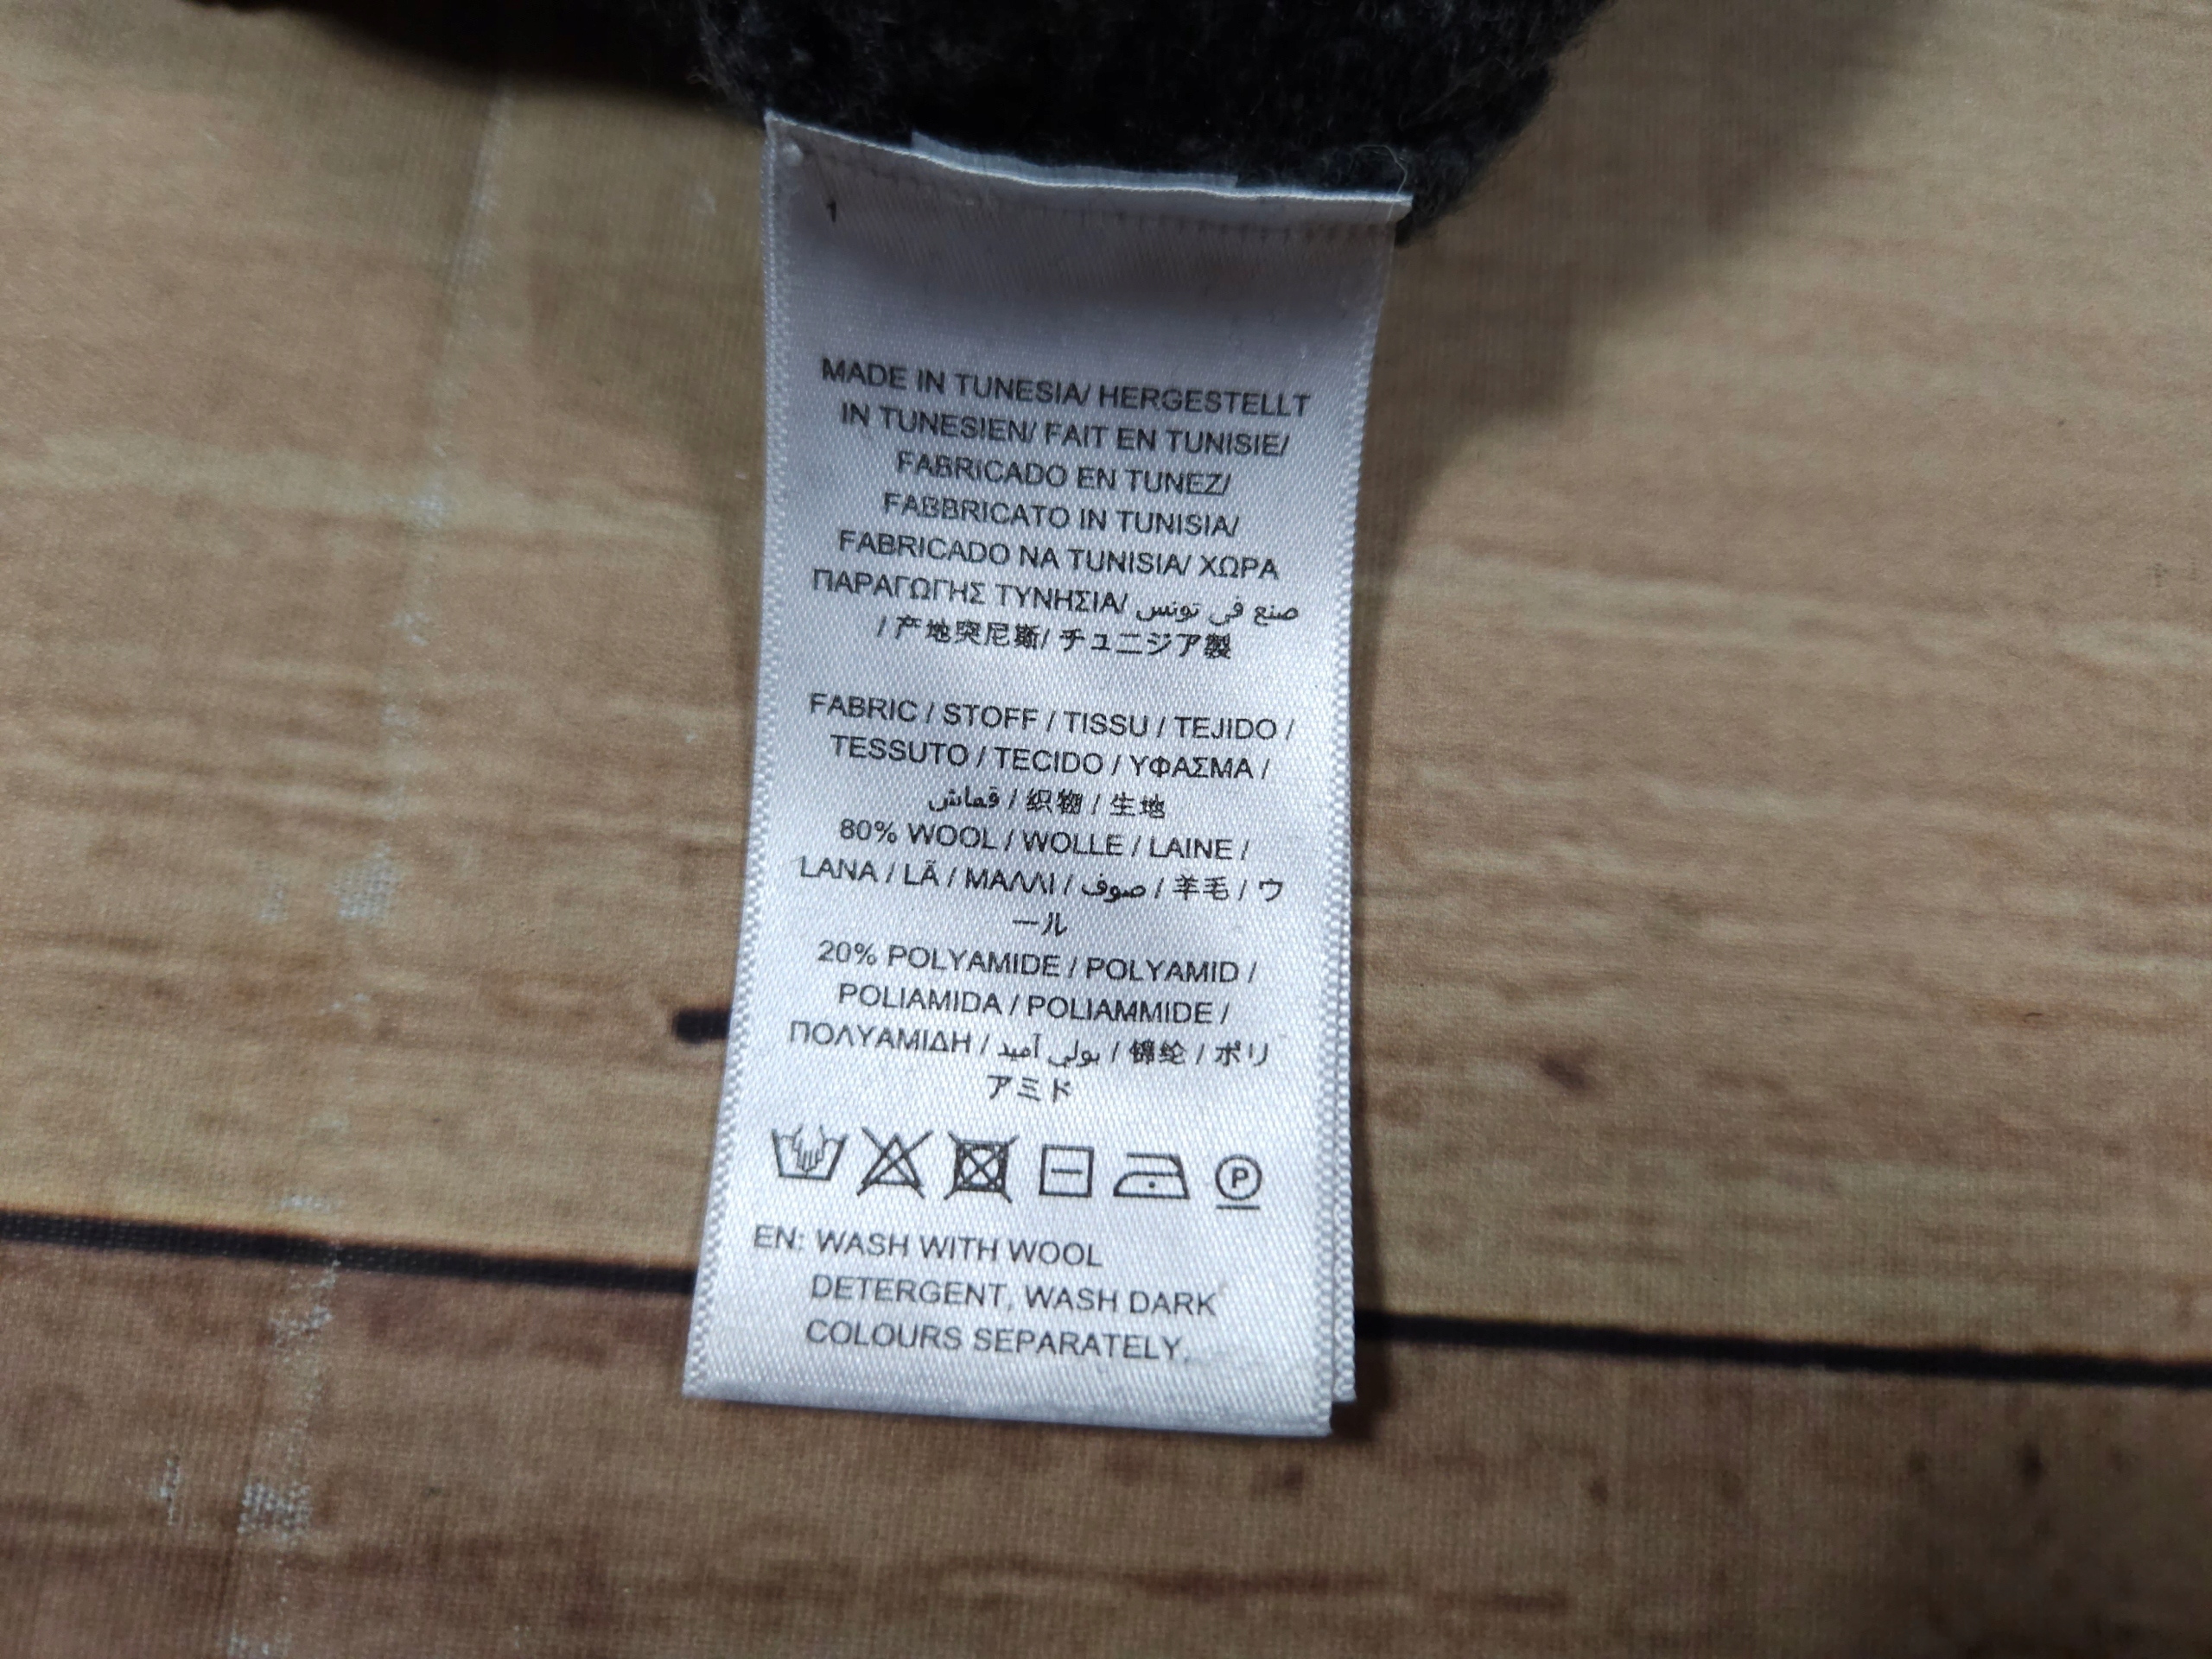 1
MADE IN TUNESIA/ HERGESTELLT
IN TUNESIEN/ FAIT EN TUNISIE/
FABRICADO EN TUNEZ/
FABBRICATO IN TUNISIA/
FABRICADO NA TUNISIA/ ΧΩΡΑ
ΠΑΡΑΓΩΓΗΣ ΤΥΝΗΣΙΑ/ صنع في تونس
/ 产地突尼斯/ チュニジア製
FABRIC / STOFF / TISSU / TEJIDO /
TESSUTO / TECIDO / ΥΦΑΣΜΑ /
قماش / 织物 / 生地
80% WOOL / WOLLE / LAINE /
LANA / LÃ / ΜΑΛΛΙ / صوف / 羊毛 / ウ
ール
20% POLYAMIDE / POLYAMID /
POLIAMIDA / POLIAMMIDE /
ΠΟΛΥΑΜΙΔΗ / بولي آميد / 锦纶 / ポリ
アミド
P
EN: WASH WITH WOOL
DETERGENT, WASH DARK
COLOURS SEPARATELY.